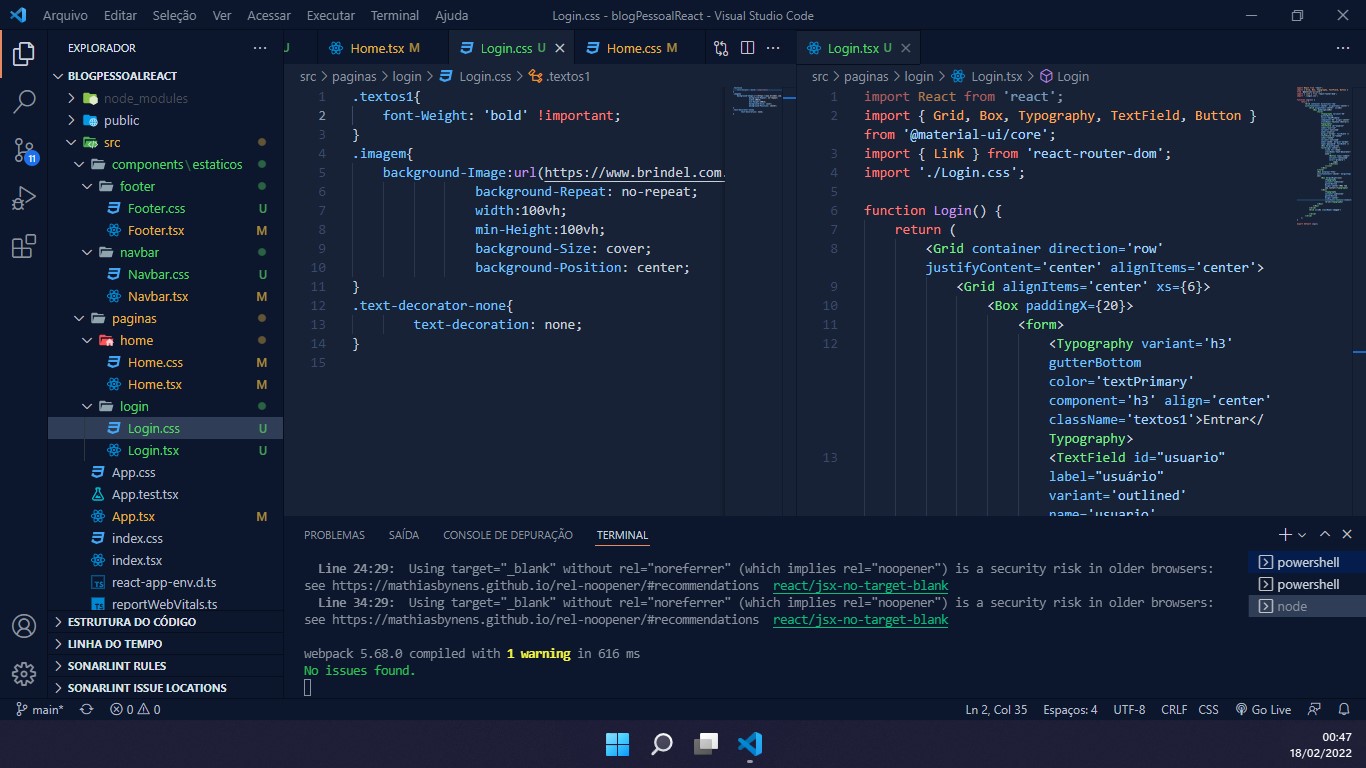 Arquivo Editar Seleção Ver Acessar Executar Terminal Ajuda
Login.css - blogPessoalReact - Visual Studio Code
EXPLORADOR
BLOGPESSOALREACT
node_modules
public
src
components\estaticos
footer
Footer.css U
Footer.tsx M
navbar
Navbar.css U
Navbar.tsx M
paginas
home
Home.css M
Home.tsx M
login
Login.css U
Login.tsx U
App.css
App.test.tsx
App.tsx M
index.css
index.tsx
react-app-env.d.ts
reportWebVitals.ts
ESTRUTURA DO CÓDIGO
LINHA DO TEMPO
SONARLINT RULES
SONARLINT ISSUE LOCATIONS
11
U Home.tsx M Login.css U Home.css M
src > paginas > login > Login.css > .textos1
1 .textos1{
2 font-Weight: 'bold' !important;
3 }
4 .imagem{
5 background-Image:url(https://www.brindel.com.
6 background-Repeat: no-repeat;
7 width:100vh;
8 min-Height:100vh;
9 background-Size: cover;
10 background-Position: center;
11 }
12 .text-decorator-none{
13 text-decoration: none;
14 }
15
Login.tsx U
src > paginas > login > Login.tsx > Login
1 import React from 'react';
2 import { Grid, Box, Typography, TextField, Button }
from '@material-ui/core';
3 import { Link } from 'react-router-dom';
4 import './Login.css';
5
6 function Login() {
7 return (
8 <Grid container direction='row'
justifyContent='center' alignItems='center'>
9 <Grid alignItems='center' xs={6}>
10 <Box paddingX={20}>
11 <form>
12 <Typography variant='h3'
gutterBottom
color='textPrimary'
component='h3' align='center'
className='textos1'>Entrar</
Typography>
13 <TextField id="usuario"
label="usuário"
variant='outlined'
name='usuario'
PROBLEMAS SAÍDA CONSOLE DE DEPURAÇÃO TERMINAL
Line 24:29: Using target="_blank" without rel="noreferrer" (which implies rel="noopener") is a security risk in older browsers:
see https://mathiasbynens.github.io/rel-noopener/#recommendations react/jsx-no-target-blank
Line 34:29: Using target="_blank" without rel="noreferrer" (which implies rel="noopener") is a security risk in older browsers:
see https://mathiasbynens.github.io/rel-noopener/#recommendations react/jsx-no-target-blank
webpack 5.68.0 compiled with 1 warning in 616 ms
No issues found.
powershell
powershell
node
main* 0 0
Ln 2, Col 35 Espaços: 4 UTF-8 CRLF CSS Go Live
00:47
18/02/2022